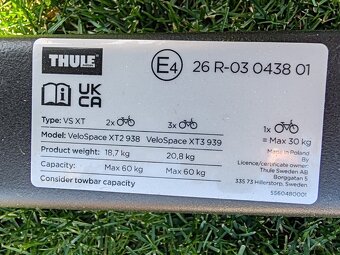 THULE
E4 26 R-03 0438 01
UK
CA
Type: VS XT 2x 3x
Model: VeloSpace XT2 938 VeloSpace XT3 939
Product weight: 18,7 kg 20,8 kg
Capacity: Max 60 kg Max 60 kg
Consider towbar capacity
1x
= Max 30 kg
Made in Poland
By
Licence/certificate owner:
Thule Sweden AB
Borggatan 5
335 73 Hillerstorp, Sweden
5560480001